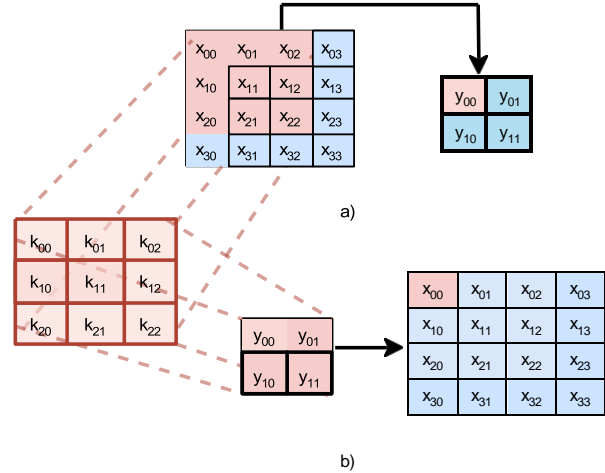 x00 x01 x02 x03
x10 x11 x12 x13
x20 x21 x22 x23
x30 x31 x32 x33
y00 y01
y10 y11
a)
k00 k01 k02
k10 k11 k12
k20 k21 k22
y00 y01
y10 y11
x00 x01 x02 x03
x10 x11 x12 x13
x20 x21 x22 x23
x30 x31 x32 x33
b)